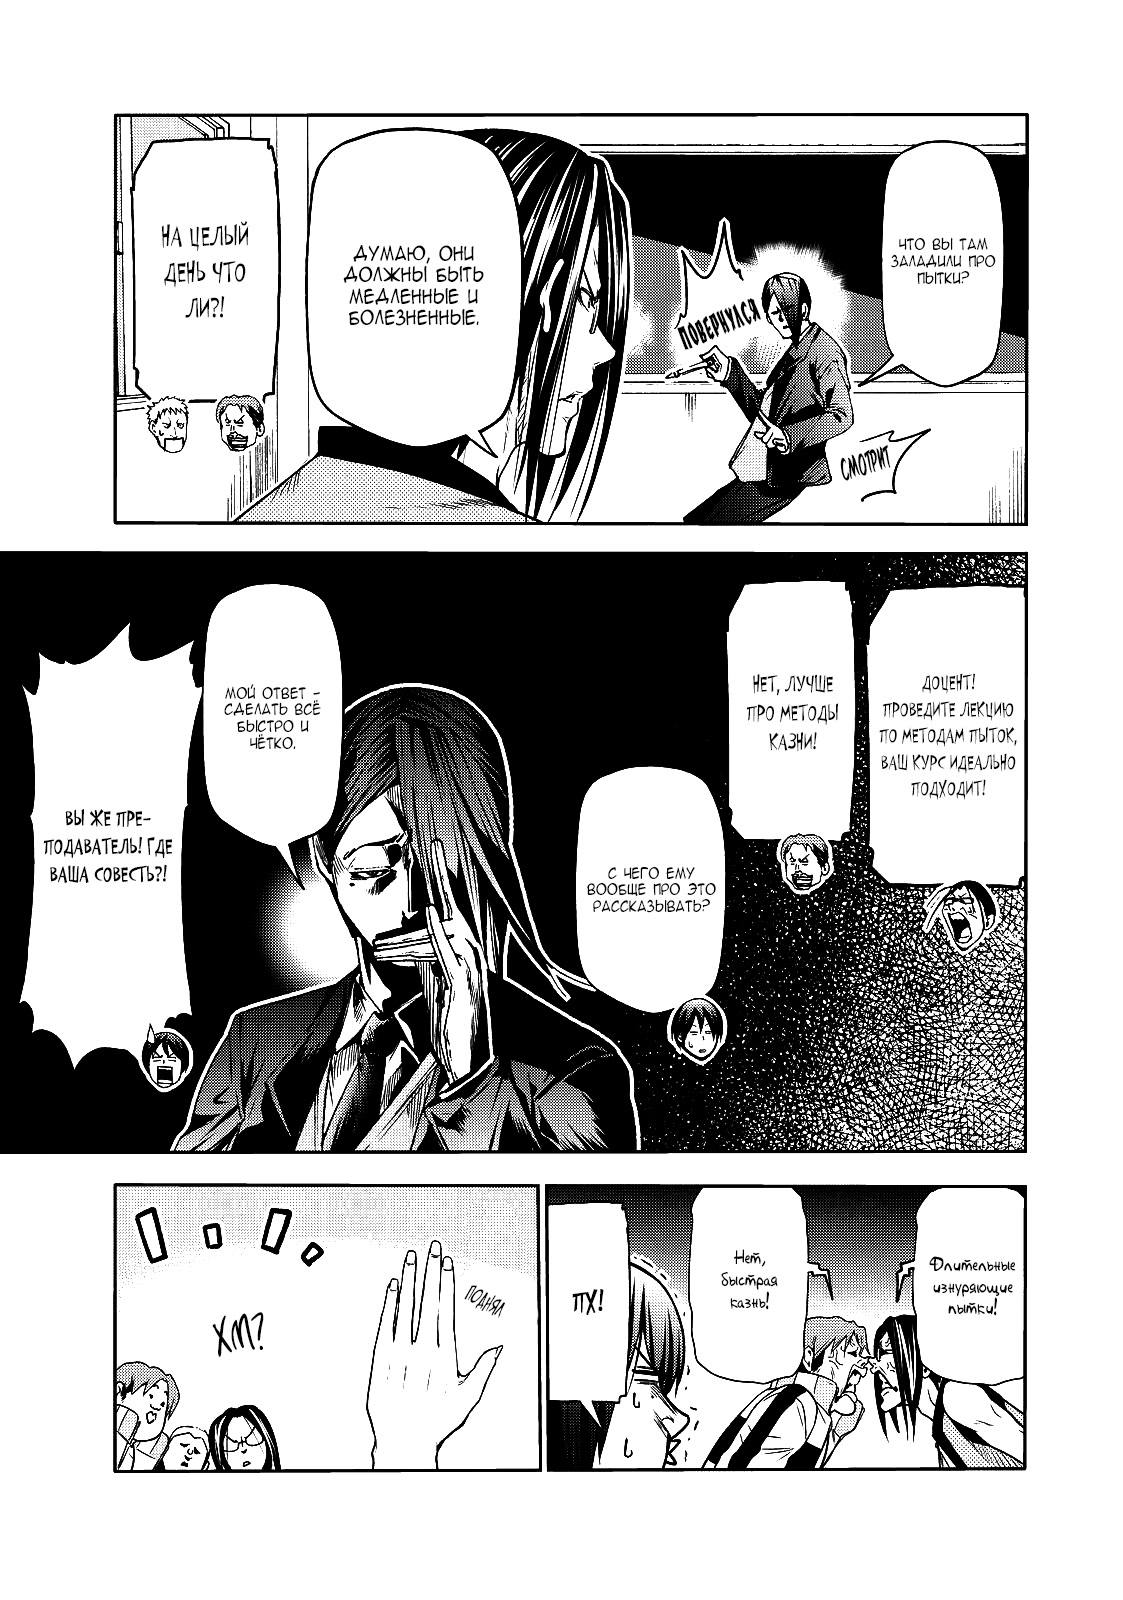 ЧТО ВЫ ТАМ
ЗАЛАДИЛИ ПРО
ПЫТКИ?
ПОВЕРНУЛСЯ
СМОТРИТ
ДУМАЮ, ОНИ
ДОЛЖНЫ БЫТЬ
МЕДЛЕННЫЕ И
БОЛЕЗНЕННЫЕ.
НА ЦЕЛЫЙ
ДЕНЬ ЧТО
ЛИ?!
ДОЦЕНТ!
ПРОВЕДИТЕ ЛЕКЦИЮ
ПО МЕТОДАМ ПЫТОК,
ВАШ КУРС ИДЕАЛЬНО
ПОДХОДИТ!
НЕТ, ЛУЧШЕ
ПРО МЕТОДЫ
КАЗНИ!
С ЧЕГО ЕМУ
ВООБЩЕ ПРО ЭТО
РАССКАЗЫВАТЬ?
МОЙ ОТВЕТ -
СДЕЛАТЬ ВСЁ
БЫСТРО И
ЧЁТКО.
ВЫ ЖЕ ПРЕ-
ПОДАВАТЕЛЬ! ГДЕ
ВАША СОВЕСТЬ?!
Длительные
изнуряющие
пытки!
Нет,
быстрая
казнь!
ПХ!
ПОДНЯЛ
ХМ?